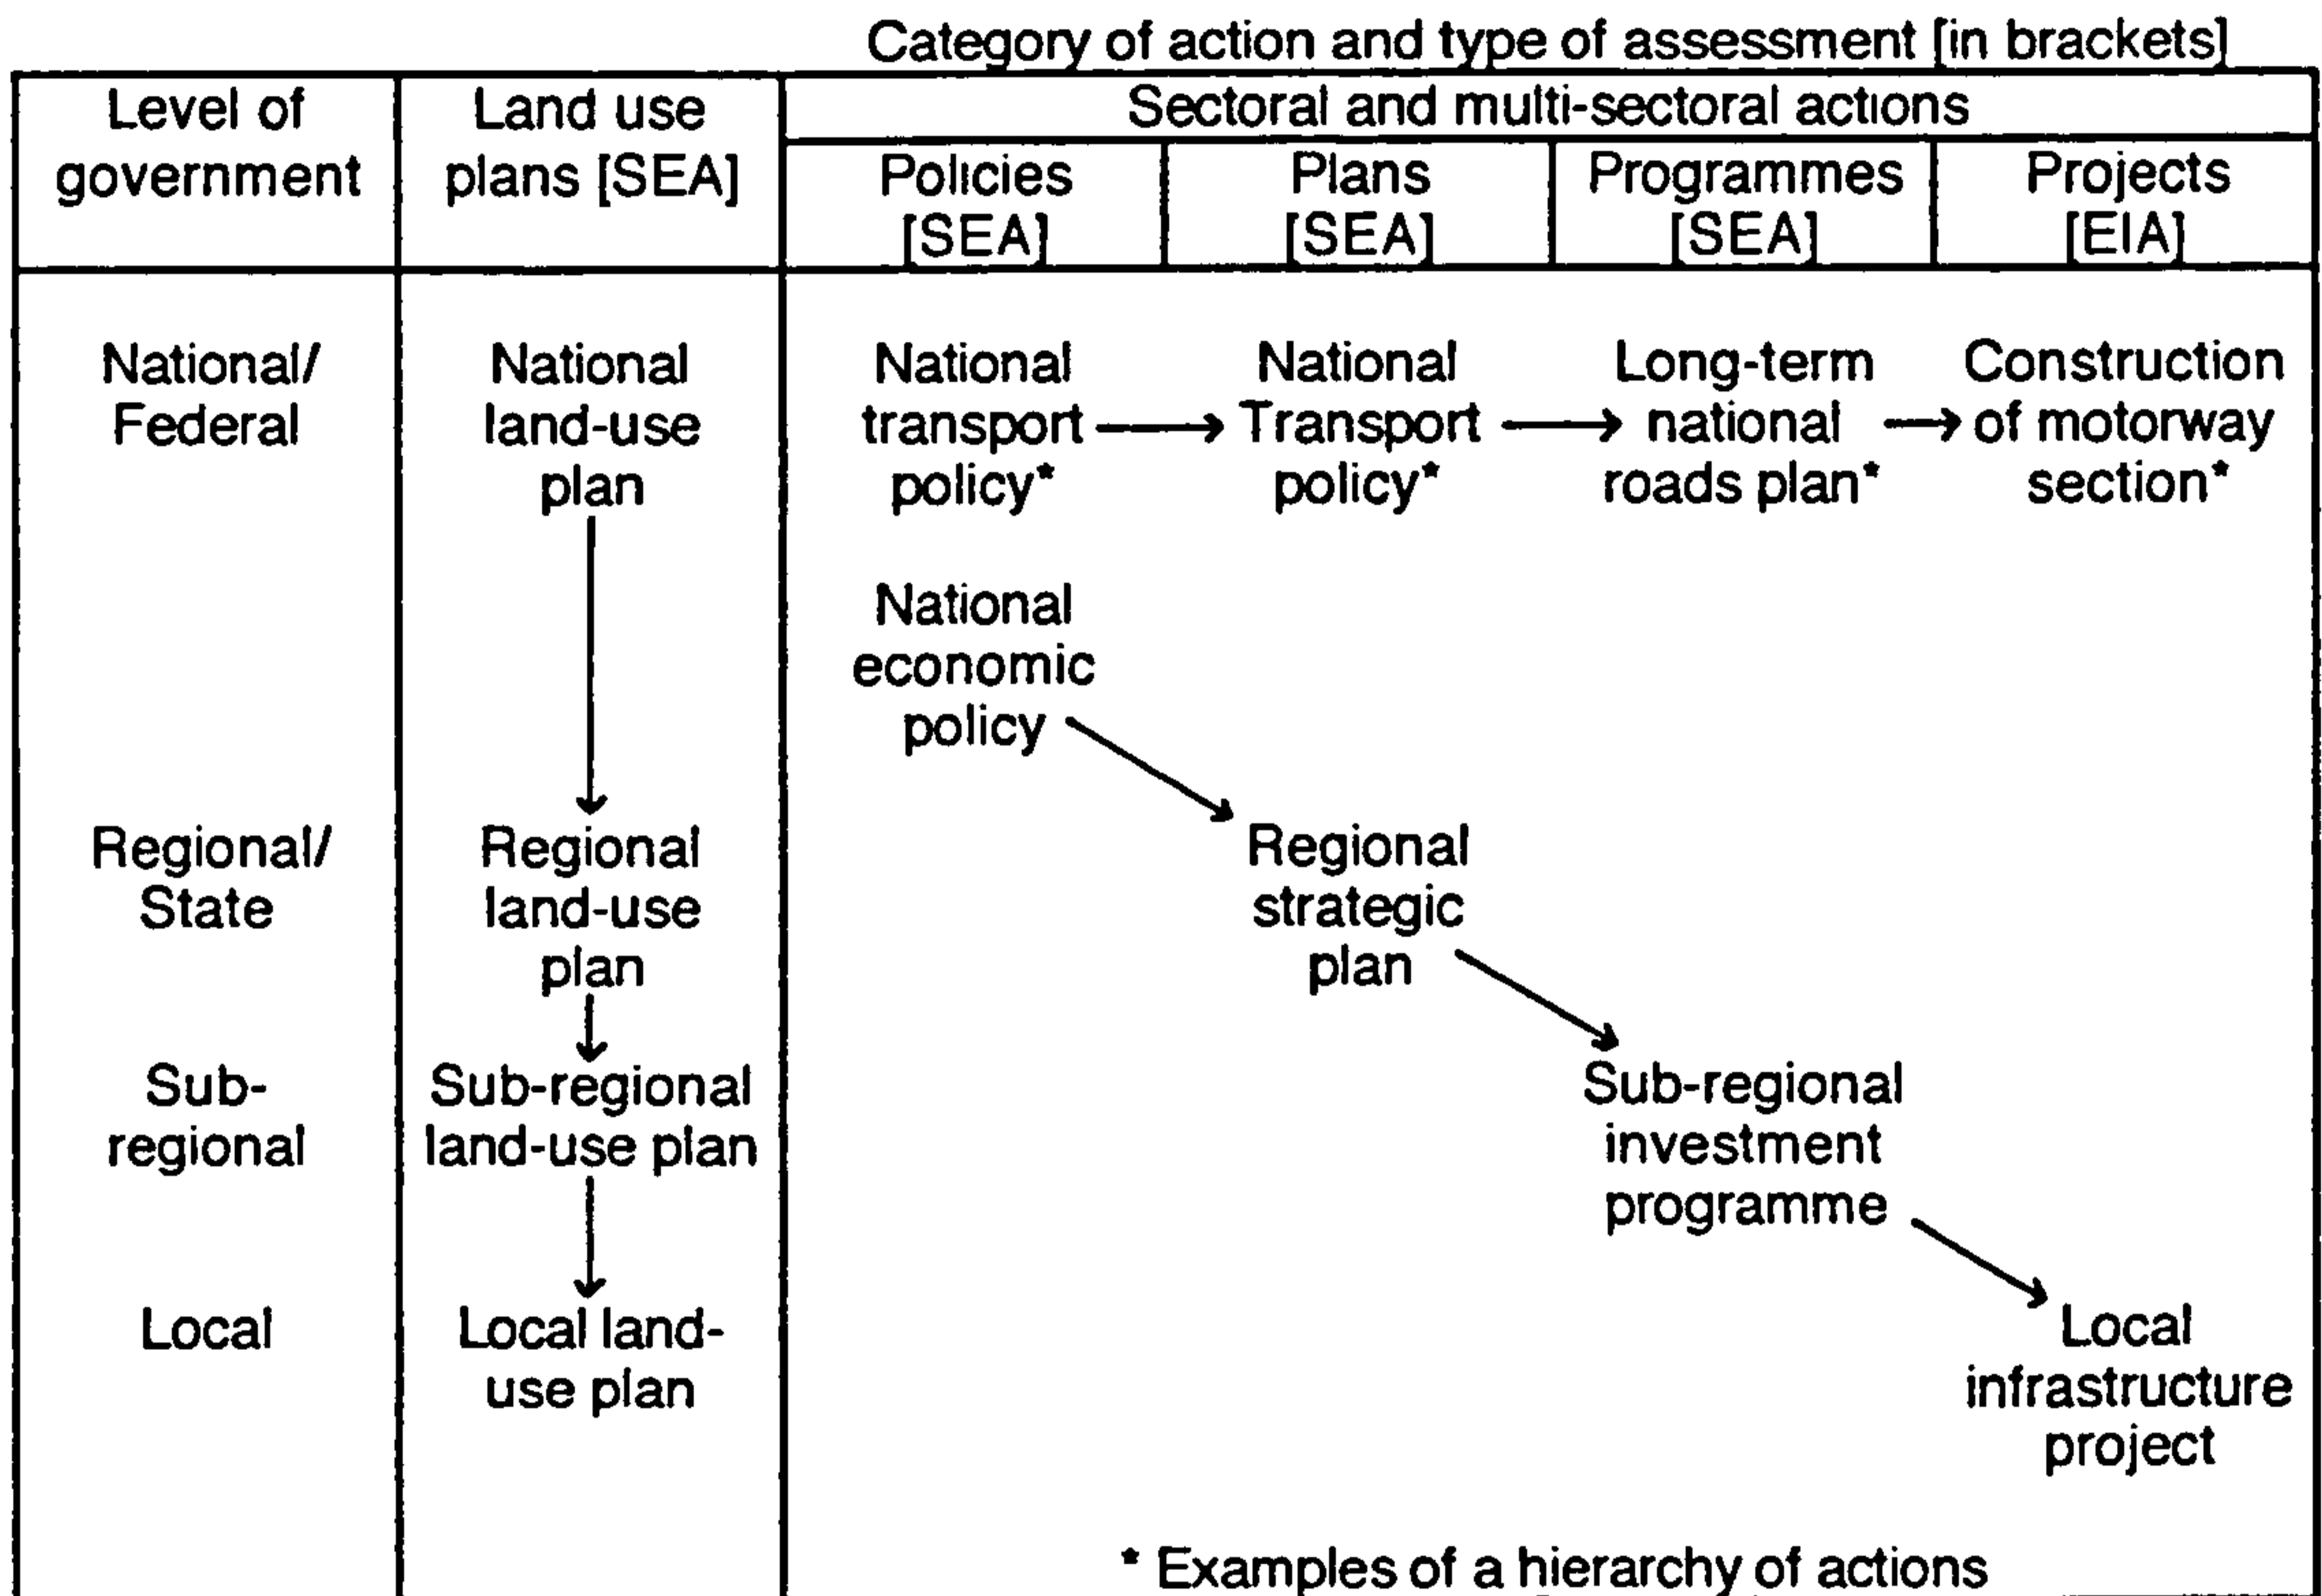 Category of action and type of assessment [in brackets]
Level of
government
Land use
plans [SEA]
Sectoral and multi-sectoral actions
Policies
[SEA]
Plans
[SEA]
Programmes
[SEA]
Projects
[EIA]
National/
Federal
National
land-use
plan
National
transport
policy*
National
Transport
policy*
Long-term
national
roads plan*
Construction
of motorway
section*
National
economic
policy
Regional/
State
Regional
land-use
plan
Regional
strategic
plan
Sub-
regional
Sub-regional
land-use plan
Sub-regional
investment
programme
Local
Local land-
use plan
Local
infrastructure
project
* Examples of a hierarchy of actions